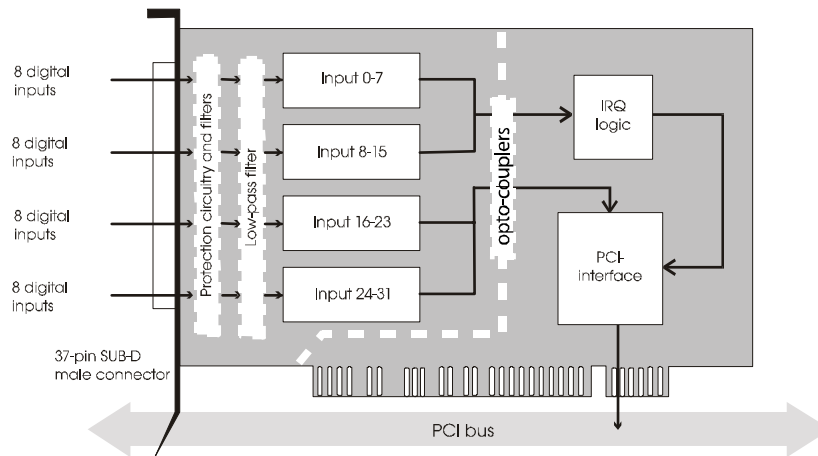 8 digital
inputs
8 digital
inputs
8 digital
inputs
8 digital
inputs
37-pin SUB-D
male connector
Protection circuitry and filters
Low-pass filter
Input 0-7
Input 8-15
Input 16-23
Input 24-31
opto-couplers
IRQ
logic
PCI-
interface
PCI bus